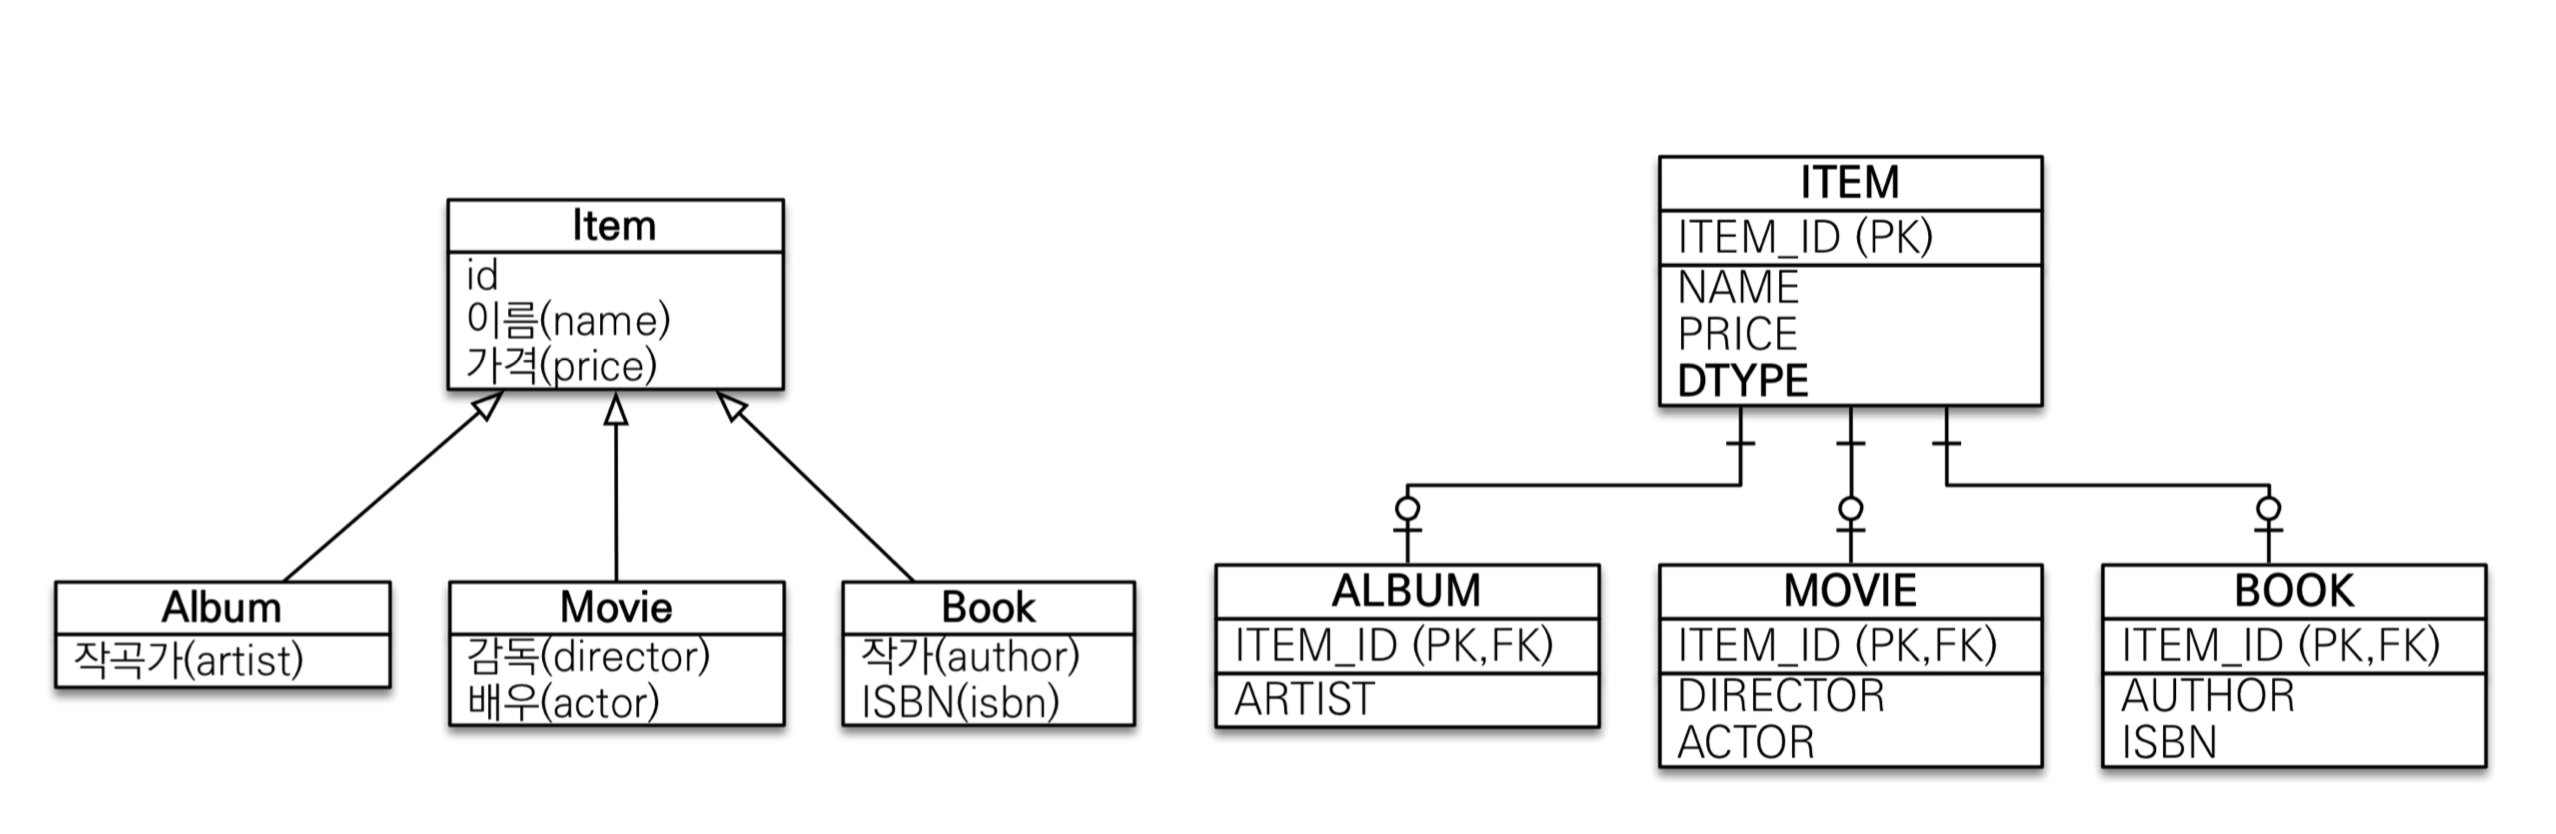 Item
id
이름(name)
가격(price)
Album
작곡가(artist)
Movie
감독(director)
배우(actor)
Book
작가(author)
ISBN(isbn)
ITEM
ITEM_ID (PK)
NAME
PRICE
DTYPE
ALBUM
ITEM_ID (PK,FK)
ARTIST
MOVIE
ITEM_ID (PK,FK)
DIRECTOR
ACTOR
BOOK
ITEM_ID (PK,FK)
AUTHOR
ISBN